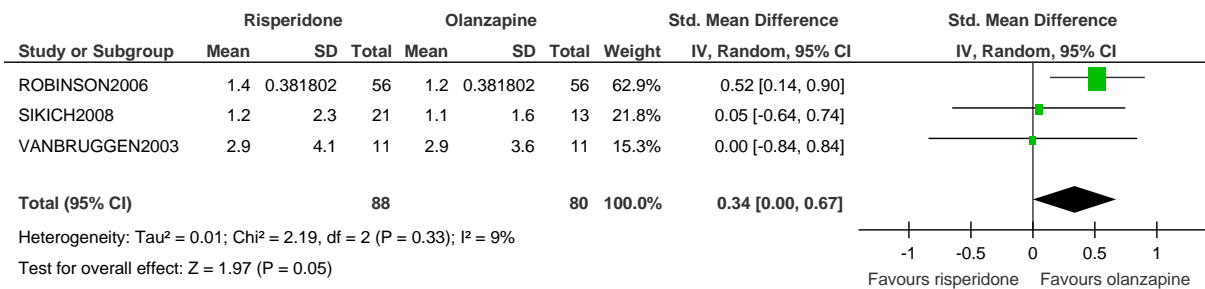 Risperidone Olanzapine Std. Mean Difference Std. Mean Difference
Study or Subgroup Mean SD Total Mean SD Total Weight IV, Random, 95% CI IV, Random, 95% CI
ROBINSON2006 1.4 0.381802 56 1.2 0.381802 56 62.9% 0.52 [0.14, 0.90]
SIKICH2008 1.2 2.3 21 1.1 1.6 13 21.8% 0.05 [-0.64, 0.74]
VANBRUGGEN2003 2.9 4.1 11 2.9 3.6 11 15.3% 0.00 [-0.84, 0.84]
Total (95% CI) 88 80 100.0% 0.34 [0.00, 0.67]
Heterogeneity: Tau² = 0.01; Chi² = 2.19, df = 2 (P = 0.33); I² = 9%
Test for overall effect: Z = 1.97 (P = 0.05)
-1 -0.5 0 0.5 1
Favours risperidone Favours olanzapine